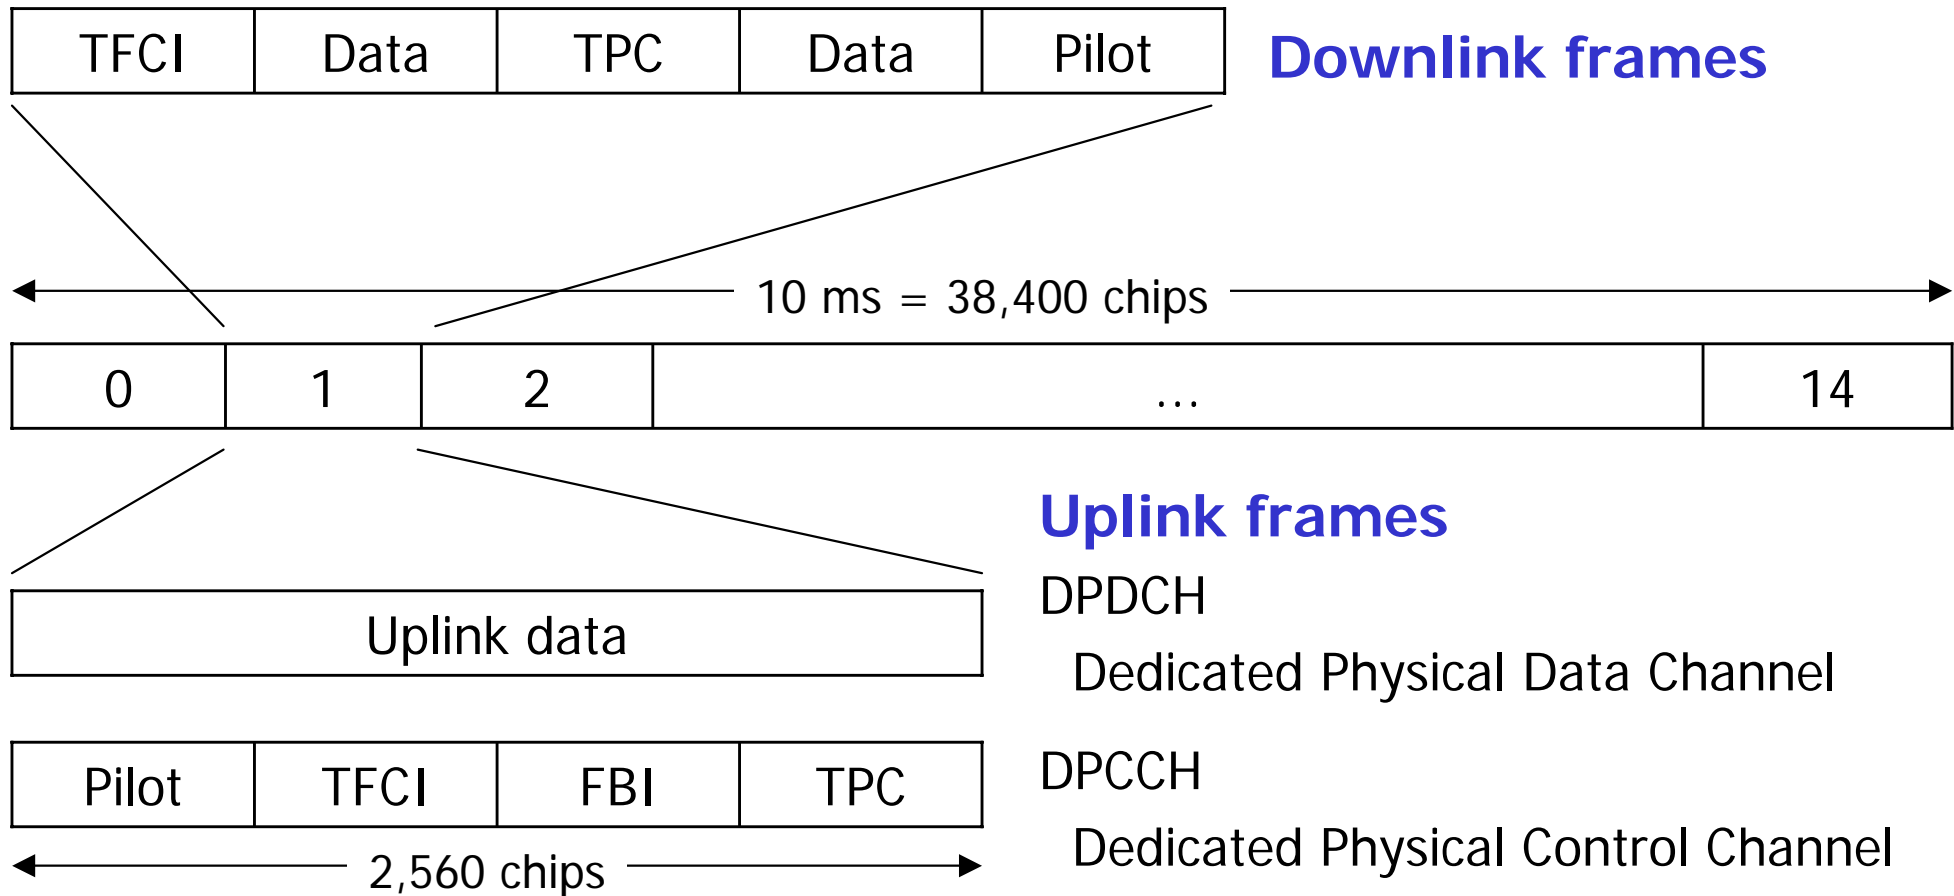 TFCI Data TPC Data Pilot Downlink frames
10 ms = 38,400 chips
0 1 2 ... 14
Uplink frames
DPDCH
Uplink data
Dedicated Physical Data Channel
DPCCH
Pilot TFCI FBI TPC
Dedicated Physical Control Channel
2,560 chips